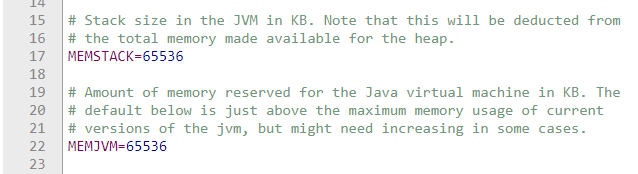 14
15 # Stack size in the JVM in KB. Note that this will be deducted from
16 # the total memory made available for the heap.
17 MEMSTACK=65536
18
19 # Amount of memory reserved for the Java virtual machine in KB. The
20 # default below is just above the maximum memory usage of current
21 # versions of the jvm, but might need increasing in some cases.
22 MEMJVM=65536
23